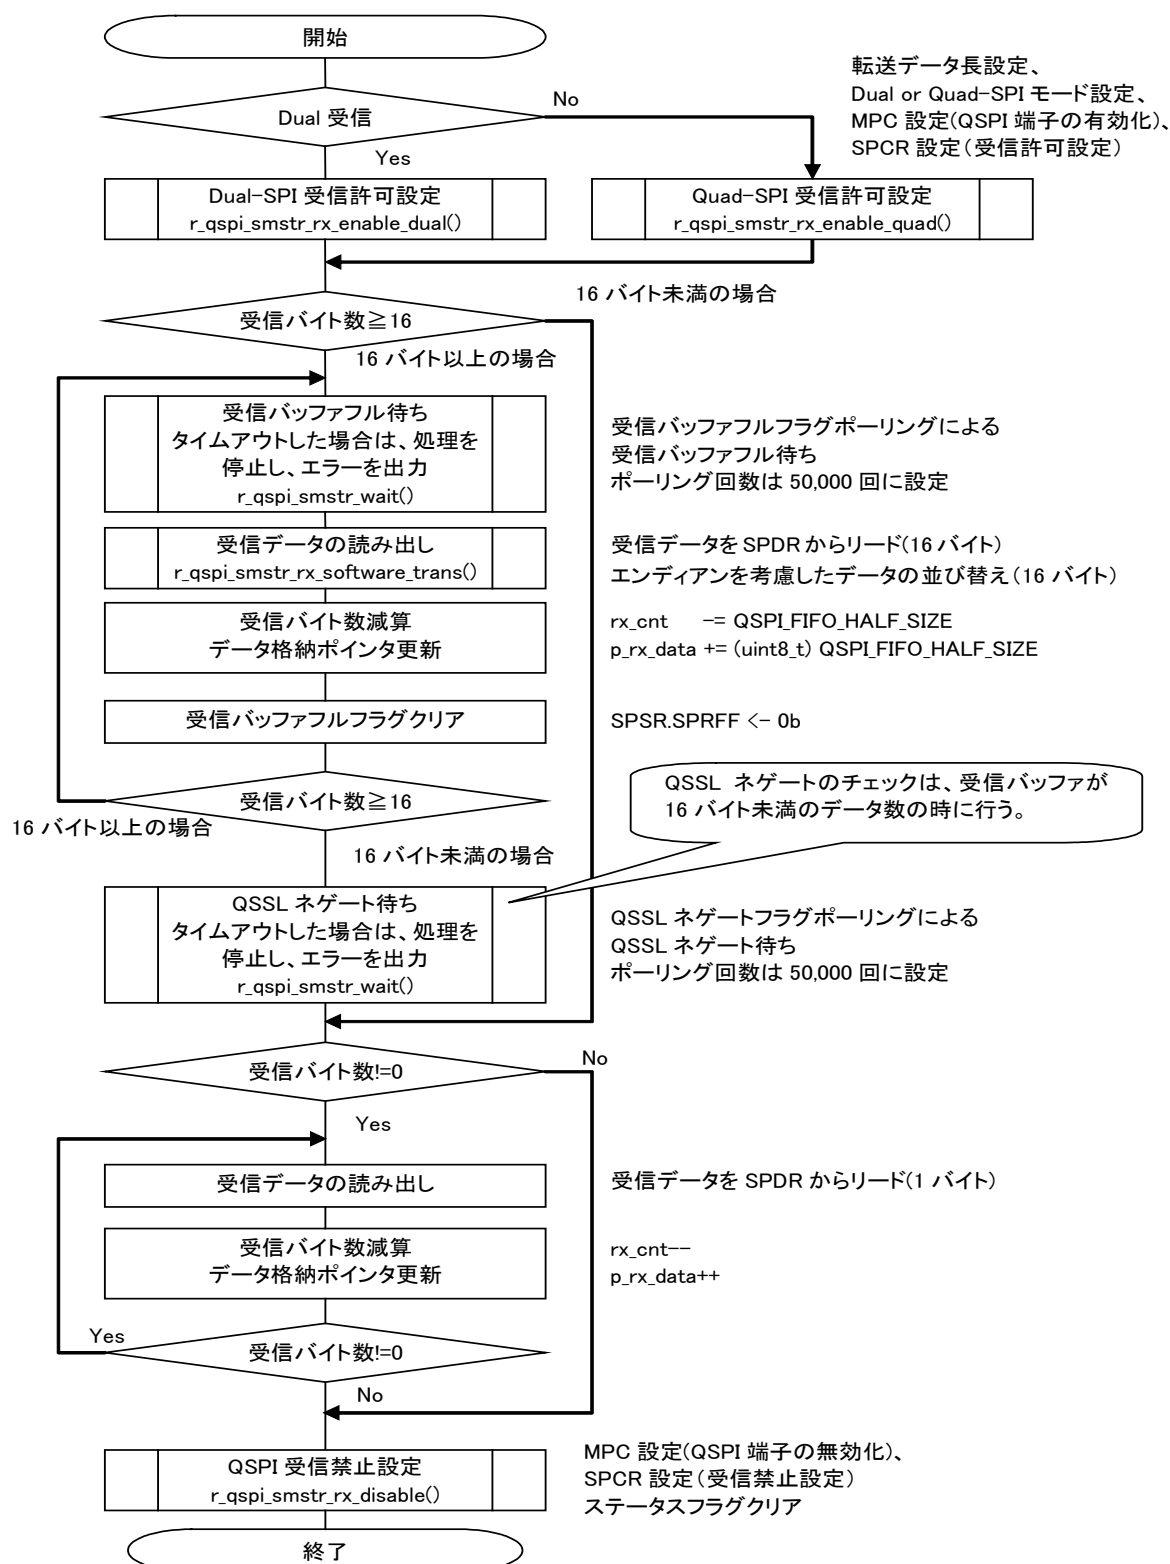 開始
転送データ長設定、
Dual or Quad-SPI モード設定、
MPC 設定(QSPI 端子の有効化)、
SPCR 設定(受信許可設定)
Dual 受信
No
Yes
Dual-SPI 受信許可設定
r_qspi_smstr_rx_enable_dual()
Quad-SPI 受信許可設定
r_qspi_smstr_rx_enable_quad()
16 バイト未満の場合
受信バイト数≧16
16 バイト以上の場合
受信バッファフル待ち
タイムアウトした場合は、処理を
停止し、エラーを出力
r_qspi_smstr_wait()
受信バッファフルフラグポーリングによる
受信バッファフル待ち
ポーリング回数は 50,000 回に設定
受信データの読み出し
r_qspi_smstr_rx_software_trans()
受信データを SPDR からリード(16 バイト)
エンディアンを考慮したデータの並び替え(16 バイト)
受信バイト数減算
データ格納ポインタ更新
rx_cnt -= QSPI_FIFO_HALF_SIZE
p_rx_data += (uint8_t) QSPI_FIFO_HALF_SIZE
受信バッファフルフラグクリア
SPSR.SPRFF <- 0b
受信バイト数≧16
16 バイト以上の場合
16 バイト未満の場合
QSSL ネゲートのチェックは、受信バッファが
16 バイト未満のデータ数の時に行う。
QSSL ネゲート待ち
タイムアウトした場合は、処理を
停止し、エラーを出力
r_qspi_smstr_wait()
QSSL ネゲートフラグポーリングによる
QSSL ネゲート待ち
ポーリング回数は 50,000 回に設定
受信バイト数!=0
No
Yes
受信データの読み出し
受信データを SPDR からリード(1 バイト)
受信バイト数減算
データ格納ポインタ更新
rx_cnt--
p_rx_data++
Yes
受信バイト数!=0
No
QSPI 受信禁止設定
r_qspi_smstr_rx_disable()
MPC 設定(QSPI 端子の無効化)、
SPCR 設定(受信禁止設定)
ステータスフラグクリア
終了